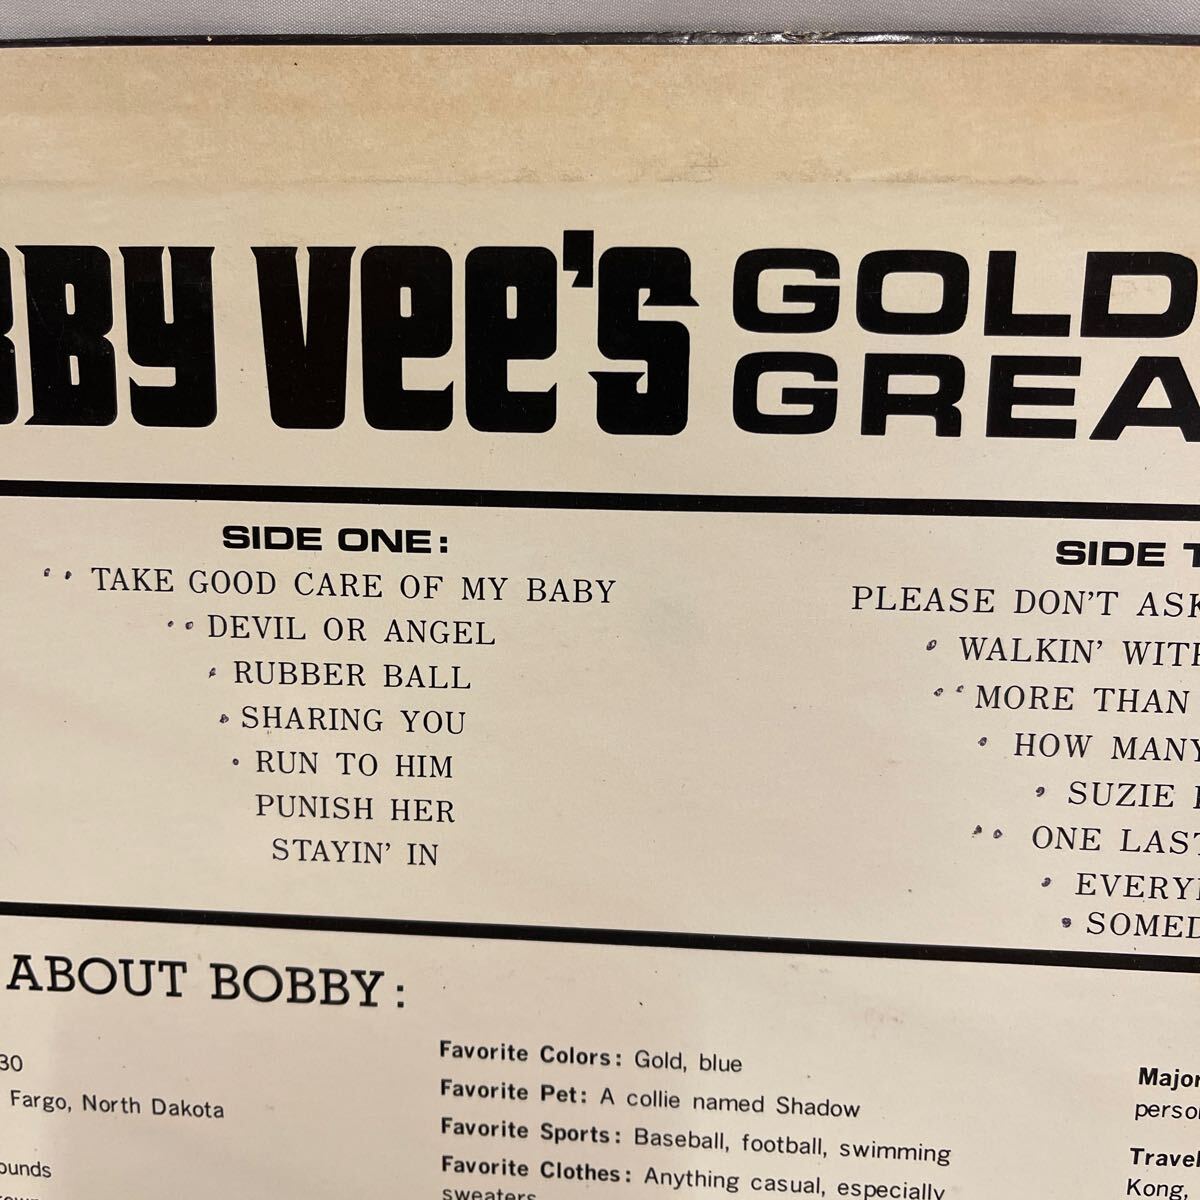 BBY Vee's GOLD
GREA
SIDE ONE:
TAKE GOOD CARE OF MY BABY
DEVIL OR ANGEL
RUBBER BALL
SHARING YOU
RUN TO HIM
PUNISH HER
STAYIN' IN
SIDE T
PLEASE DON'T ASK
WALKIN' WITH
MORE THAN
HOW MANY
SUZIE
ONE LAST
EVERY
SOMED
ABOUT BOBBY:
30
Fargo, North Dakota
ounds
Favorite Colors: Gold, blue
Favorite Pet: A collie named Shadow
Favorite Sports: Baseball, football, swimming
Favorite Clothes: Anything casual, especially
sweaters
Major
perso
Travel
Kong,